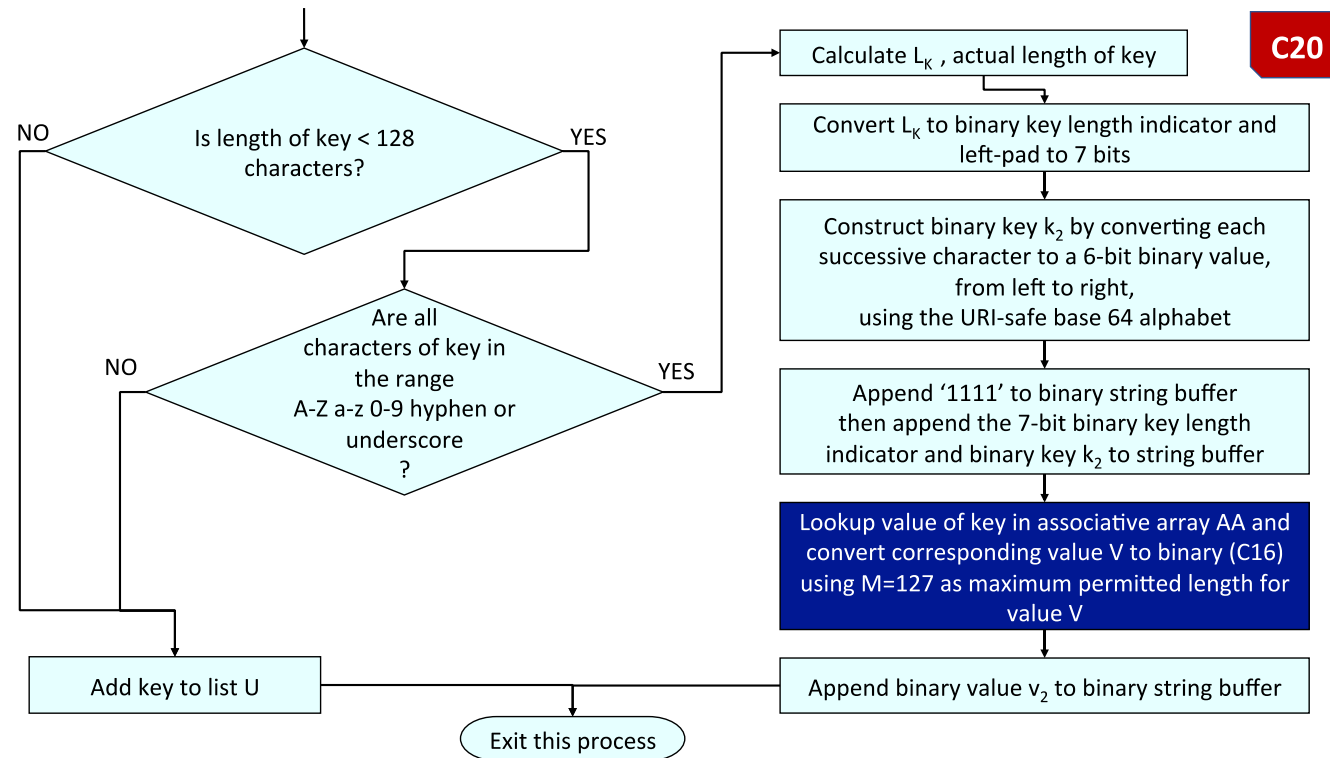 C20
Is length of key < 128
characters?
NO
YES
Are all
characters of key in
the range
A-Z a-z 0-9 hyphen or
underscore
?
NO
YES
Add key to list U
Calculate LK , actual length of key
Convert LK to binary key length indicator and
left-pad to 7 bits
Construct binary key k2 by converting each
successive character to a 6-bit binary value,
from left to right,
using the URI-safe base 64 alphabet
Append ‘1111’ to binary string buffer
then append the 7-bit binary key length
indicator and binary key k2 to string buffer
Lookup value of key in associative array AA and
convert corresponding value V to binary (C16)
using M=127 as maximum permitted length for
value V
Append binary value v2 to binary string buffer
Exit this process